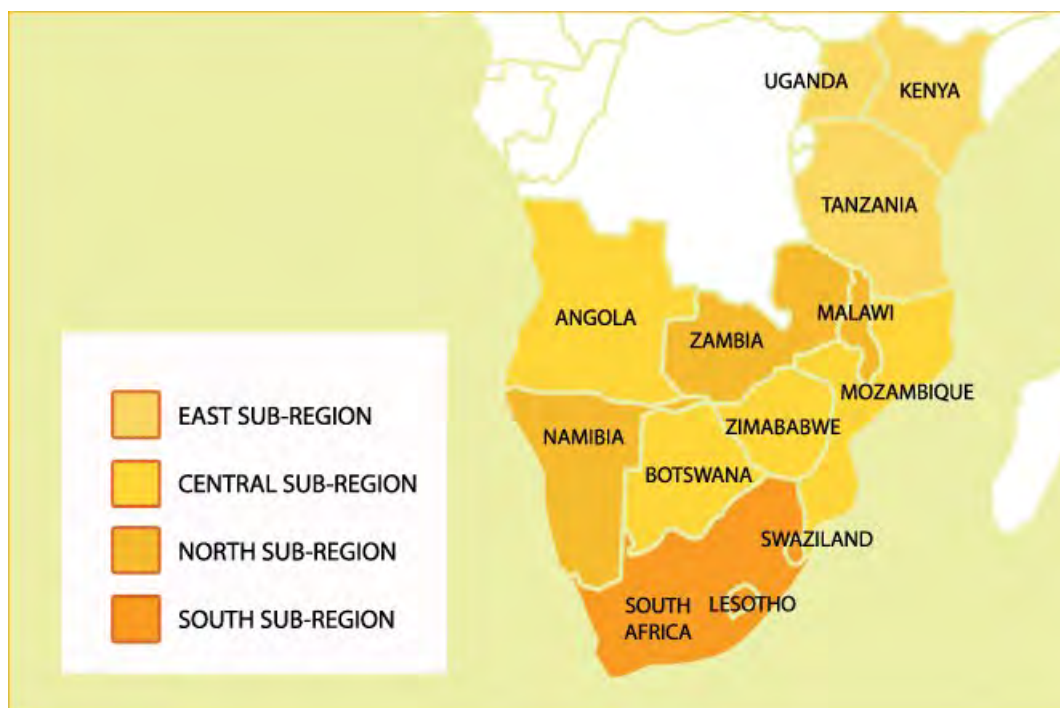 UGANDA
KENYA
TANZANIA
ANGOLA
ZAMBIA
MALAWI
MOZAMBIQUE
NAMIBIA
ZIMABABWE
BOTSWANA
SWAZILAND
SOUTH
AFRICA
LESOTHO
EAST SUB-REGION
CENTRAL SUB-REGION
NORTH SUB-REGION
SOUTH SUB-REGION